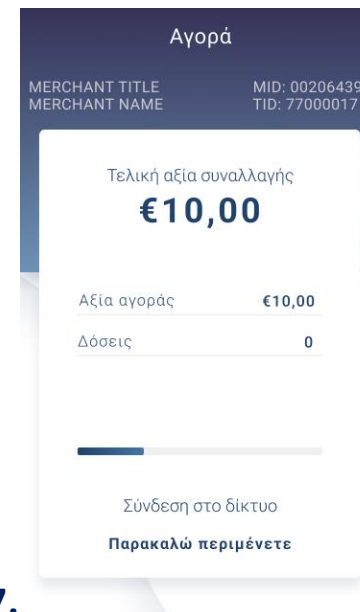 Αγορά
MERCHANT TITLE MID: 00206439
MERCHANT NAME TID: 77000017
Τελική αξία συναλλαγής
€10,00
Αξία αγοράς €10,00
Δόσεις 0
Σύνδεση στο δίκτυο
Παρακαλώ περιμένετε
7.